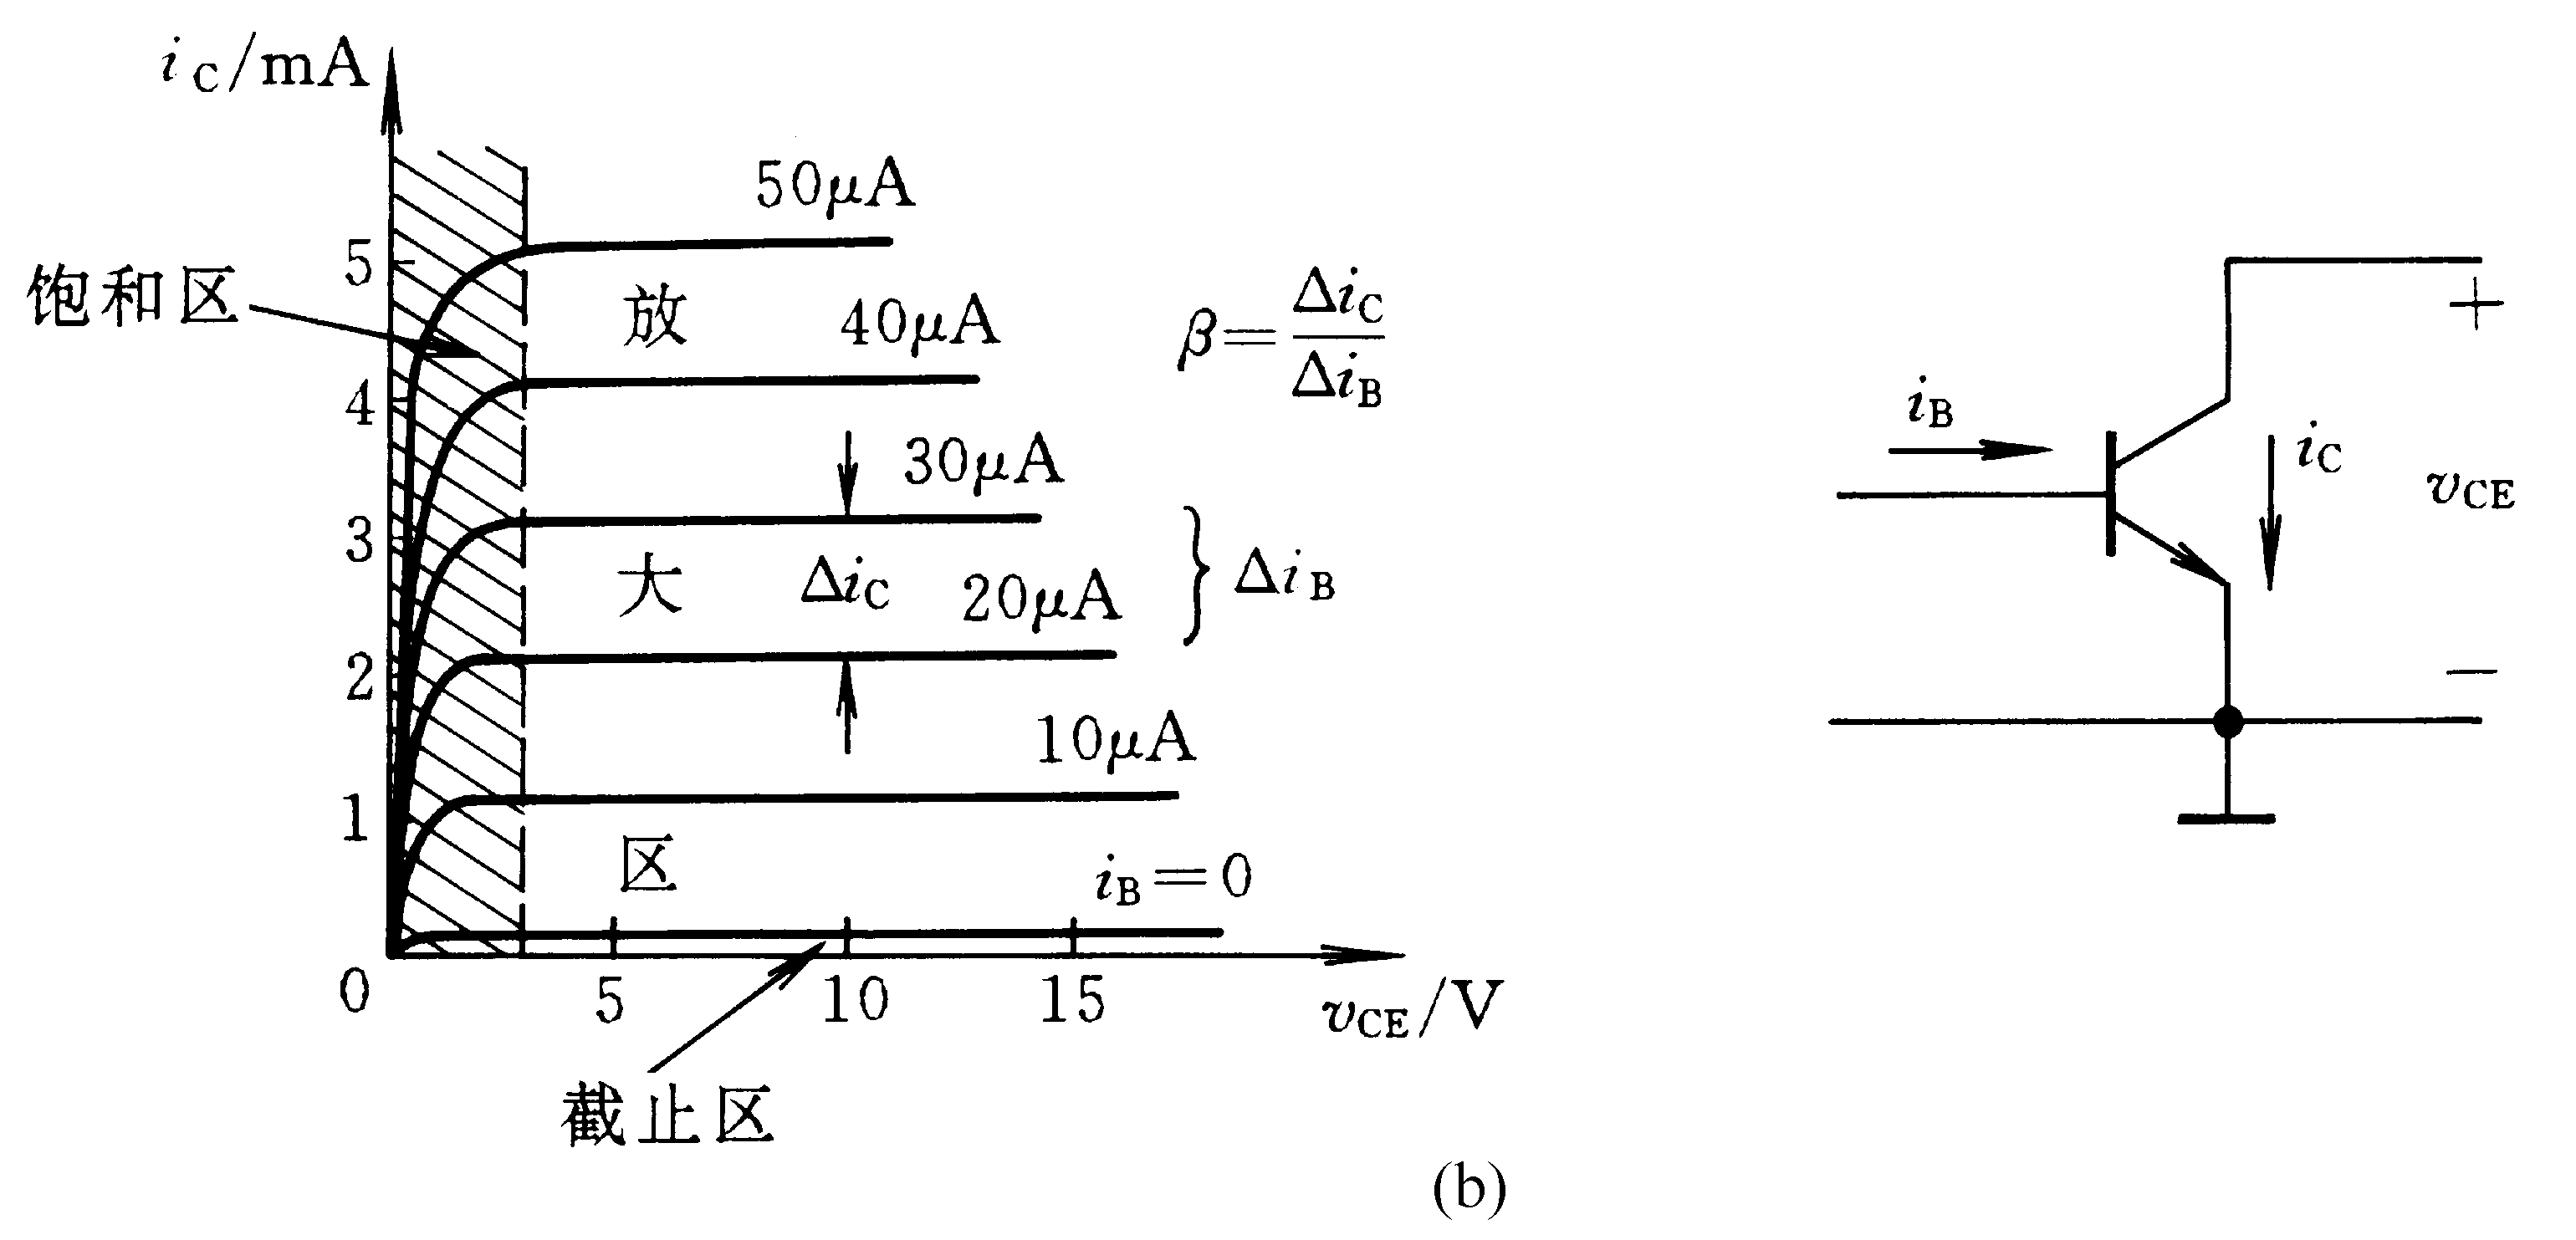 i_C/mA
50μA
5
饱和区
放
40μA
β=Δi_C/Δi_B
4
i_B
30μA
i_C
v_CE
+
3
大
Δi_C
20μA
}Δi_B
2
−
10μA
1
区
i_B=0
0
5
10
15
v_CE/V
截止区
(b)